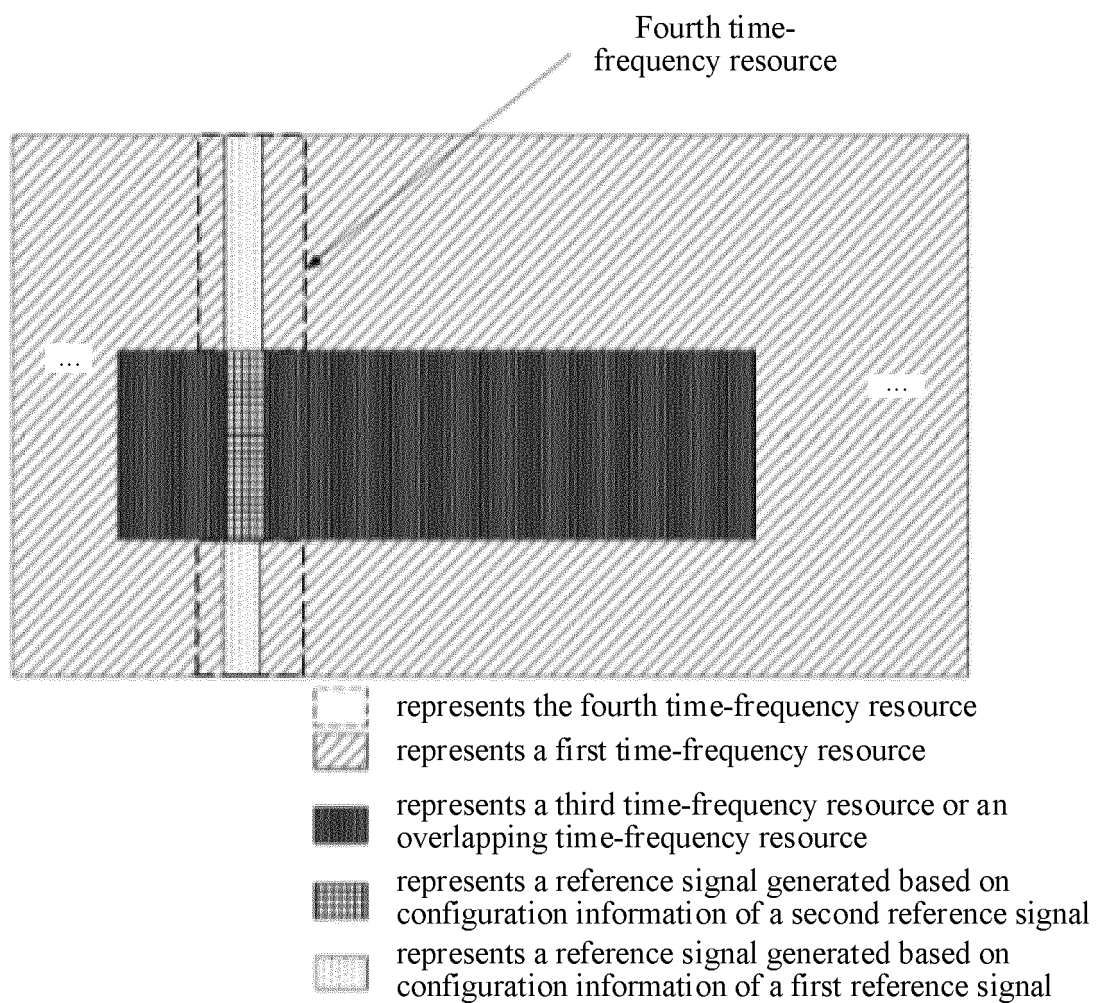 Fourth time-
frequency resource
...
...
represents the fourth time-frequency resource
represents a first time-frequency resource
represents a third time-frequency resource or an
overlapping time-frequency resource
represents a reference signal generated based on
configuration information of a second reference signal
represents a reference signal generated based on
configuration information of a first reference signal